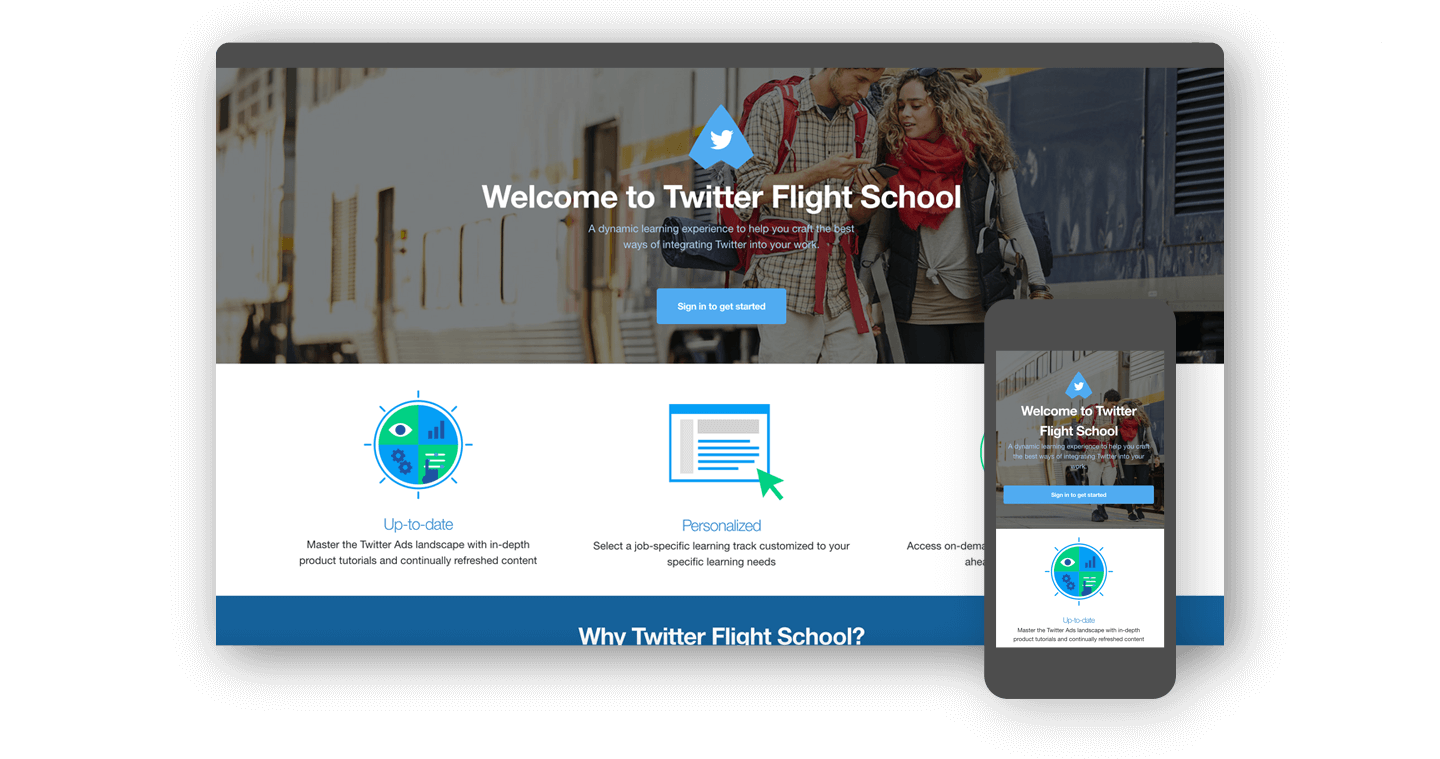 Welcome to Twitter Flight School
A dynamic learning experience to help you craft the best
ways of integrating Twitter into your work.
Sign in to get started
Up-to-date
Master the Twitter Ads landscape with in-depth
product tutorials and continually refreshed content
Personalized
Select a job-specific learning track customized to your
specific learning needs
Access on-dema
ahea
Why Twitter Flight School?
Welcome to Twitter
Flight School
A dynamic learning experience to help you craft
the best ways of integrating Twitter into your
work.
Sign in to get started
Up-to-date
Master the Twitter Ads landscape with in-depth
product tutorials and continually refreshed content